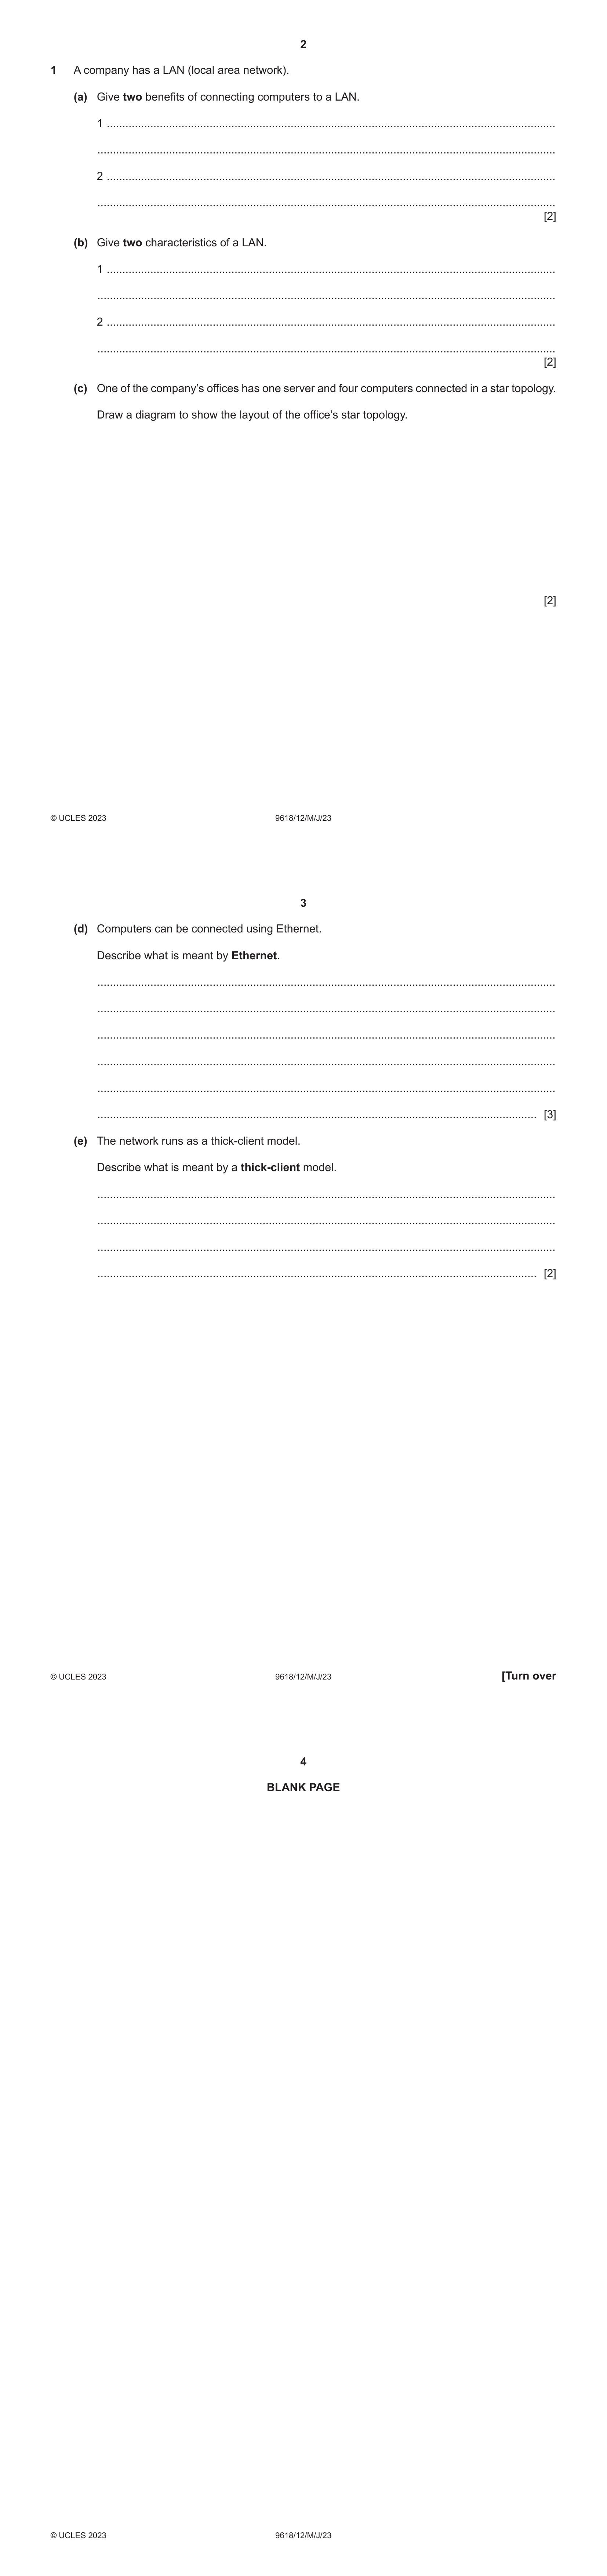 2
1 A company has a LAN (local area network).
(a) Give two benefits of connecting computers to a LAN.
1 ....................................................................................................
....................................................................................................
2 ....................................................................................................
....................................................................................................
[2]
(b) Give two characteristics of a LAN.
1 ....................................................................................................
....................................................................................................
2 ....................................................................................................
....................................................................................................
[2]
(c) One of the company’s offices has one server and four computers connected in a star topology.
Draw a diagram to show the layout of the office’s star topology.
[2]
© UCLES 2023 9618/12/M/J/23
3
(d) Computers can be connected using Ethernet.
Describe what is meant by Ethernet.
....................................................................................................
....................................................................................................
....................................................................................................
....................................................................................................
....................................................................................................
.................................................................................................... [3]
(e) The network runs as a thick-client model.
Describe what is meant by a thick-client model.
....................................................................................................
....................................................................................................
....................................................................................................
.................................................................................................... [2]
© UCLES 2023 9618/12/M/J/23 [Turn over
4
BLANK PAGE
© UCLES 2023 9618/12/M/J/23